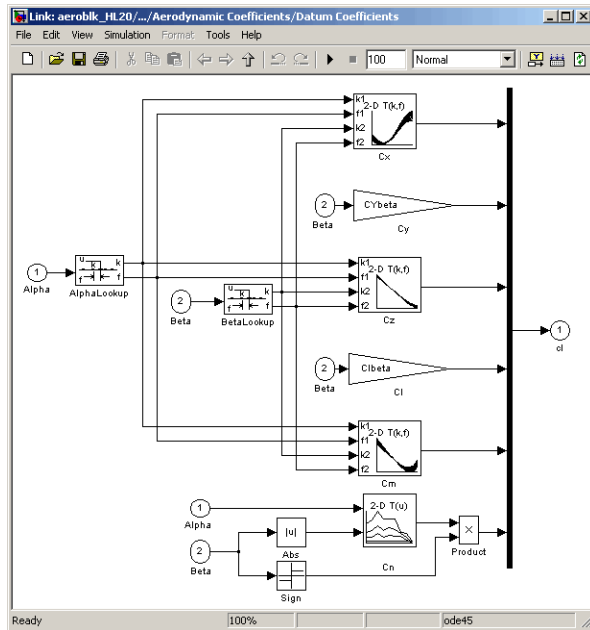 Link: aeroblk_HL20/.../Aerodynamic Coefficients/Datum Coefficients
File Edit View Simulation Format Tools Help
100 Normal
k1 2-D T(k,f)
f1
k2
f2
Cx
2 CYbeta
Beta
Cy
1 u k k
f f
Alpha AlphaLookup
2 u k k
f f
Beta BetaLookup
k1 2-D T(k,f)
f1
k2
f2
Cz
1
cl
2 Clbeta
Beta
Cl
k1 2-D T(k,f)
f1
k2
f2
Cm
1 2-D T(u)
Alpha
|u| ×
2 Abs Product
Beta Cn
Sign
Ready 100% ode45